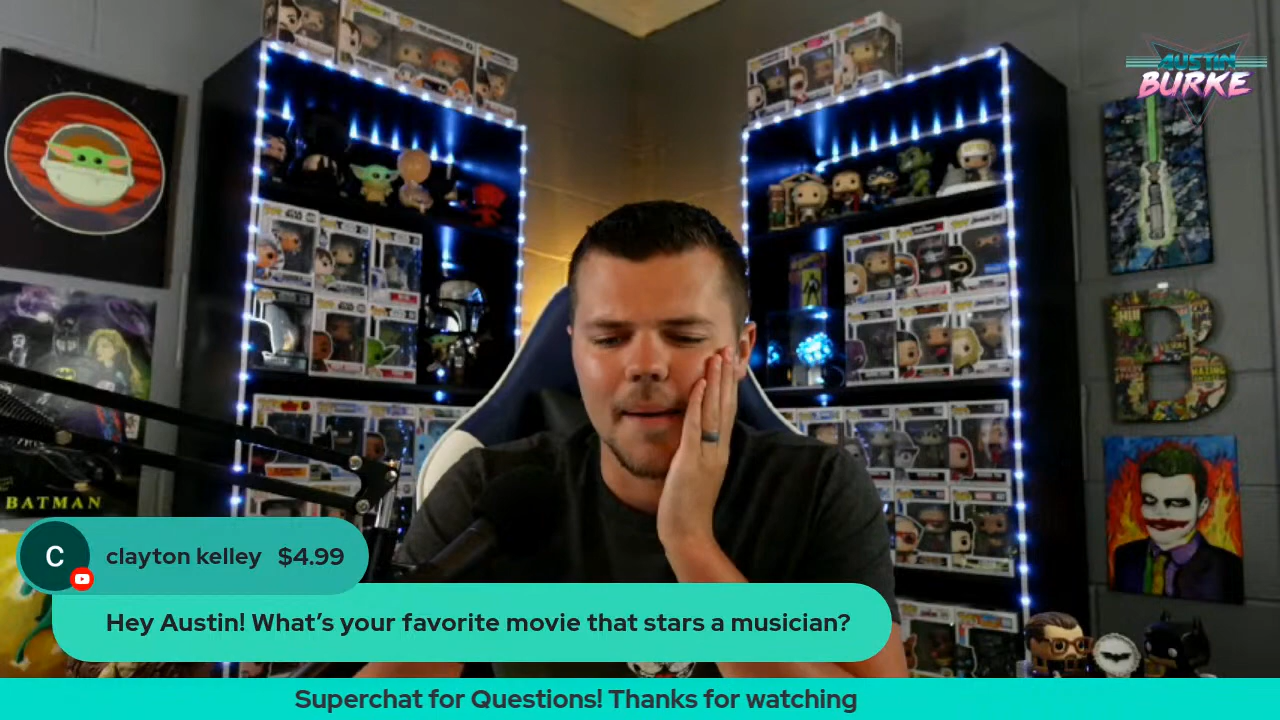 AUSTIN
BURKE
BATMAN
C
clayton kelley $4.99
Hey Austin! What's your favorite movie that stars a musician?
Superchat for Questions! Thanks for watching